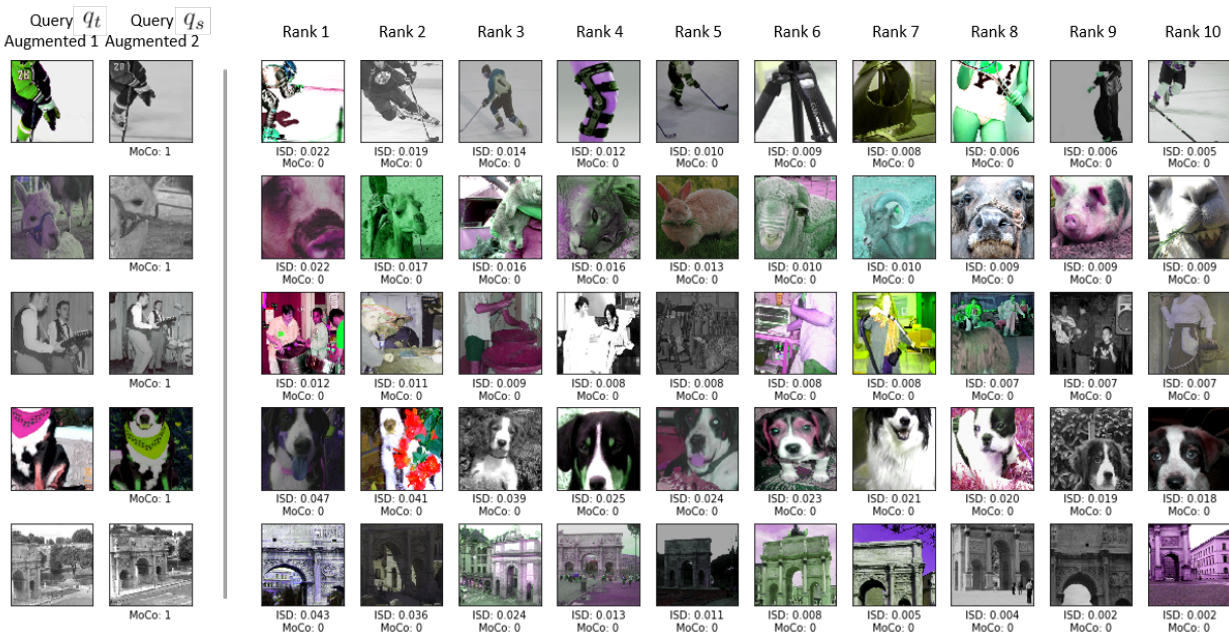 Query q_t Query q_s
Augmented 1 Augmented 2
Rank 1 Rank 2 Rank 3 Rank 4 Rank 5 Rank 6 Rank 7 Rank 8 Rank 9 Rank 10
ISD: 0.022 ISD: 0.019 ISD: 0.014 ISD: 0.012 ISD: 0.010 ISD: 0.009 ISD: 0.008 ISD: 0.006 ISD: 0.006 ISD: 0.005
MoCo: 1 MoCo: 0 MoCo: 0 MoCo: 0 MoCo: 0 MoCo: 0 MoCo: 0 MoCo: 0 MoCo: 0 MoCo: 0 MoCo: 0
ISD: 0.022 ISD: 0.017 ISD: 0.016 ISD: 0.016 ISD: 0.013 ISD: 0.010 ISD: 0.010 ISD: 0.009 ISD: 0.009 ISD: 0.009
MoCo: 1 MoCo: 0 MoCo: 0 MoCo: 0 MoCo: 0 MoCo: 0 MoCo: 0 MoCo: 0 MoCo: 0 MoCo: 0 MoCo: 0
ISD: 0.012 ISD: 0.011 ISD: 0.009 ISD: 0.008 ISD: 0.008 ISD: 0.008 ISD: 0.008 ISD: 0.007 ISD: 0.007 ISD: 0.007
MoCo: 1 MoCo: 0 MoCo: 0 MoCo: 0 MoCo: 0 MoCo: 0 MoCo: 0 MoCo: 0 MoCo: 0 MoCo: 0 MoCo: 0
ISD: 0.047 ISD: 0.041 ISD: 0.039 ISD: 0.025 ISD: 0.024 ISD: 0.023 ISD: 0.021 ISD: 0.020 ISD: 0.019 ISD: 0.018
MoCo: 1 MoCo: 0 MoCo: 0 MoCo: 0 MoCo: 0 MoCo: 0 MoCo: 0 MoCo: 0 MoCo: 0 MoCo: 0 MoCo: 0
ISD: 0.043 ISD: 0.036 ISD: 0.024 ISD: 0.013 ISD: 0.011 ISD: 0.008 ISD: 0.005 ISD: 0.004 ISD: 0.002 ISD: 0.002
MoCo: 1 MoCo: 0 MoCo: 0 MoCo: 0 MoCo: 0 MoCo: 0 MoCo: 0 MoCo: 0 MoCo: 0 MoCo: 0 MoCo: 0